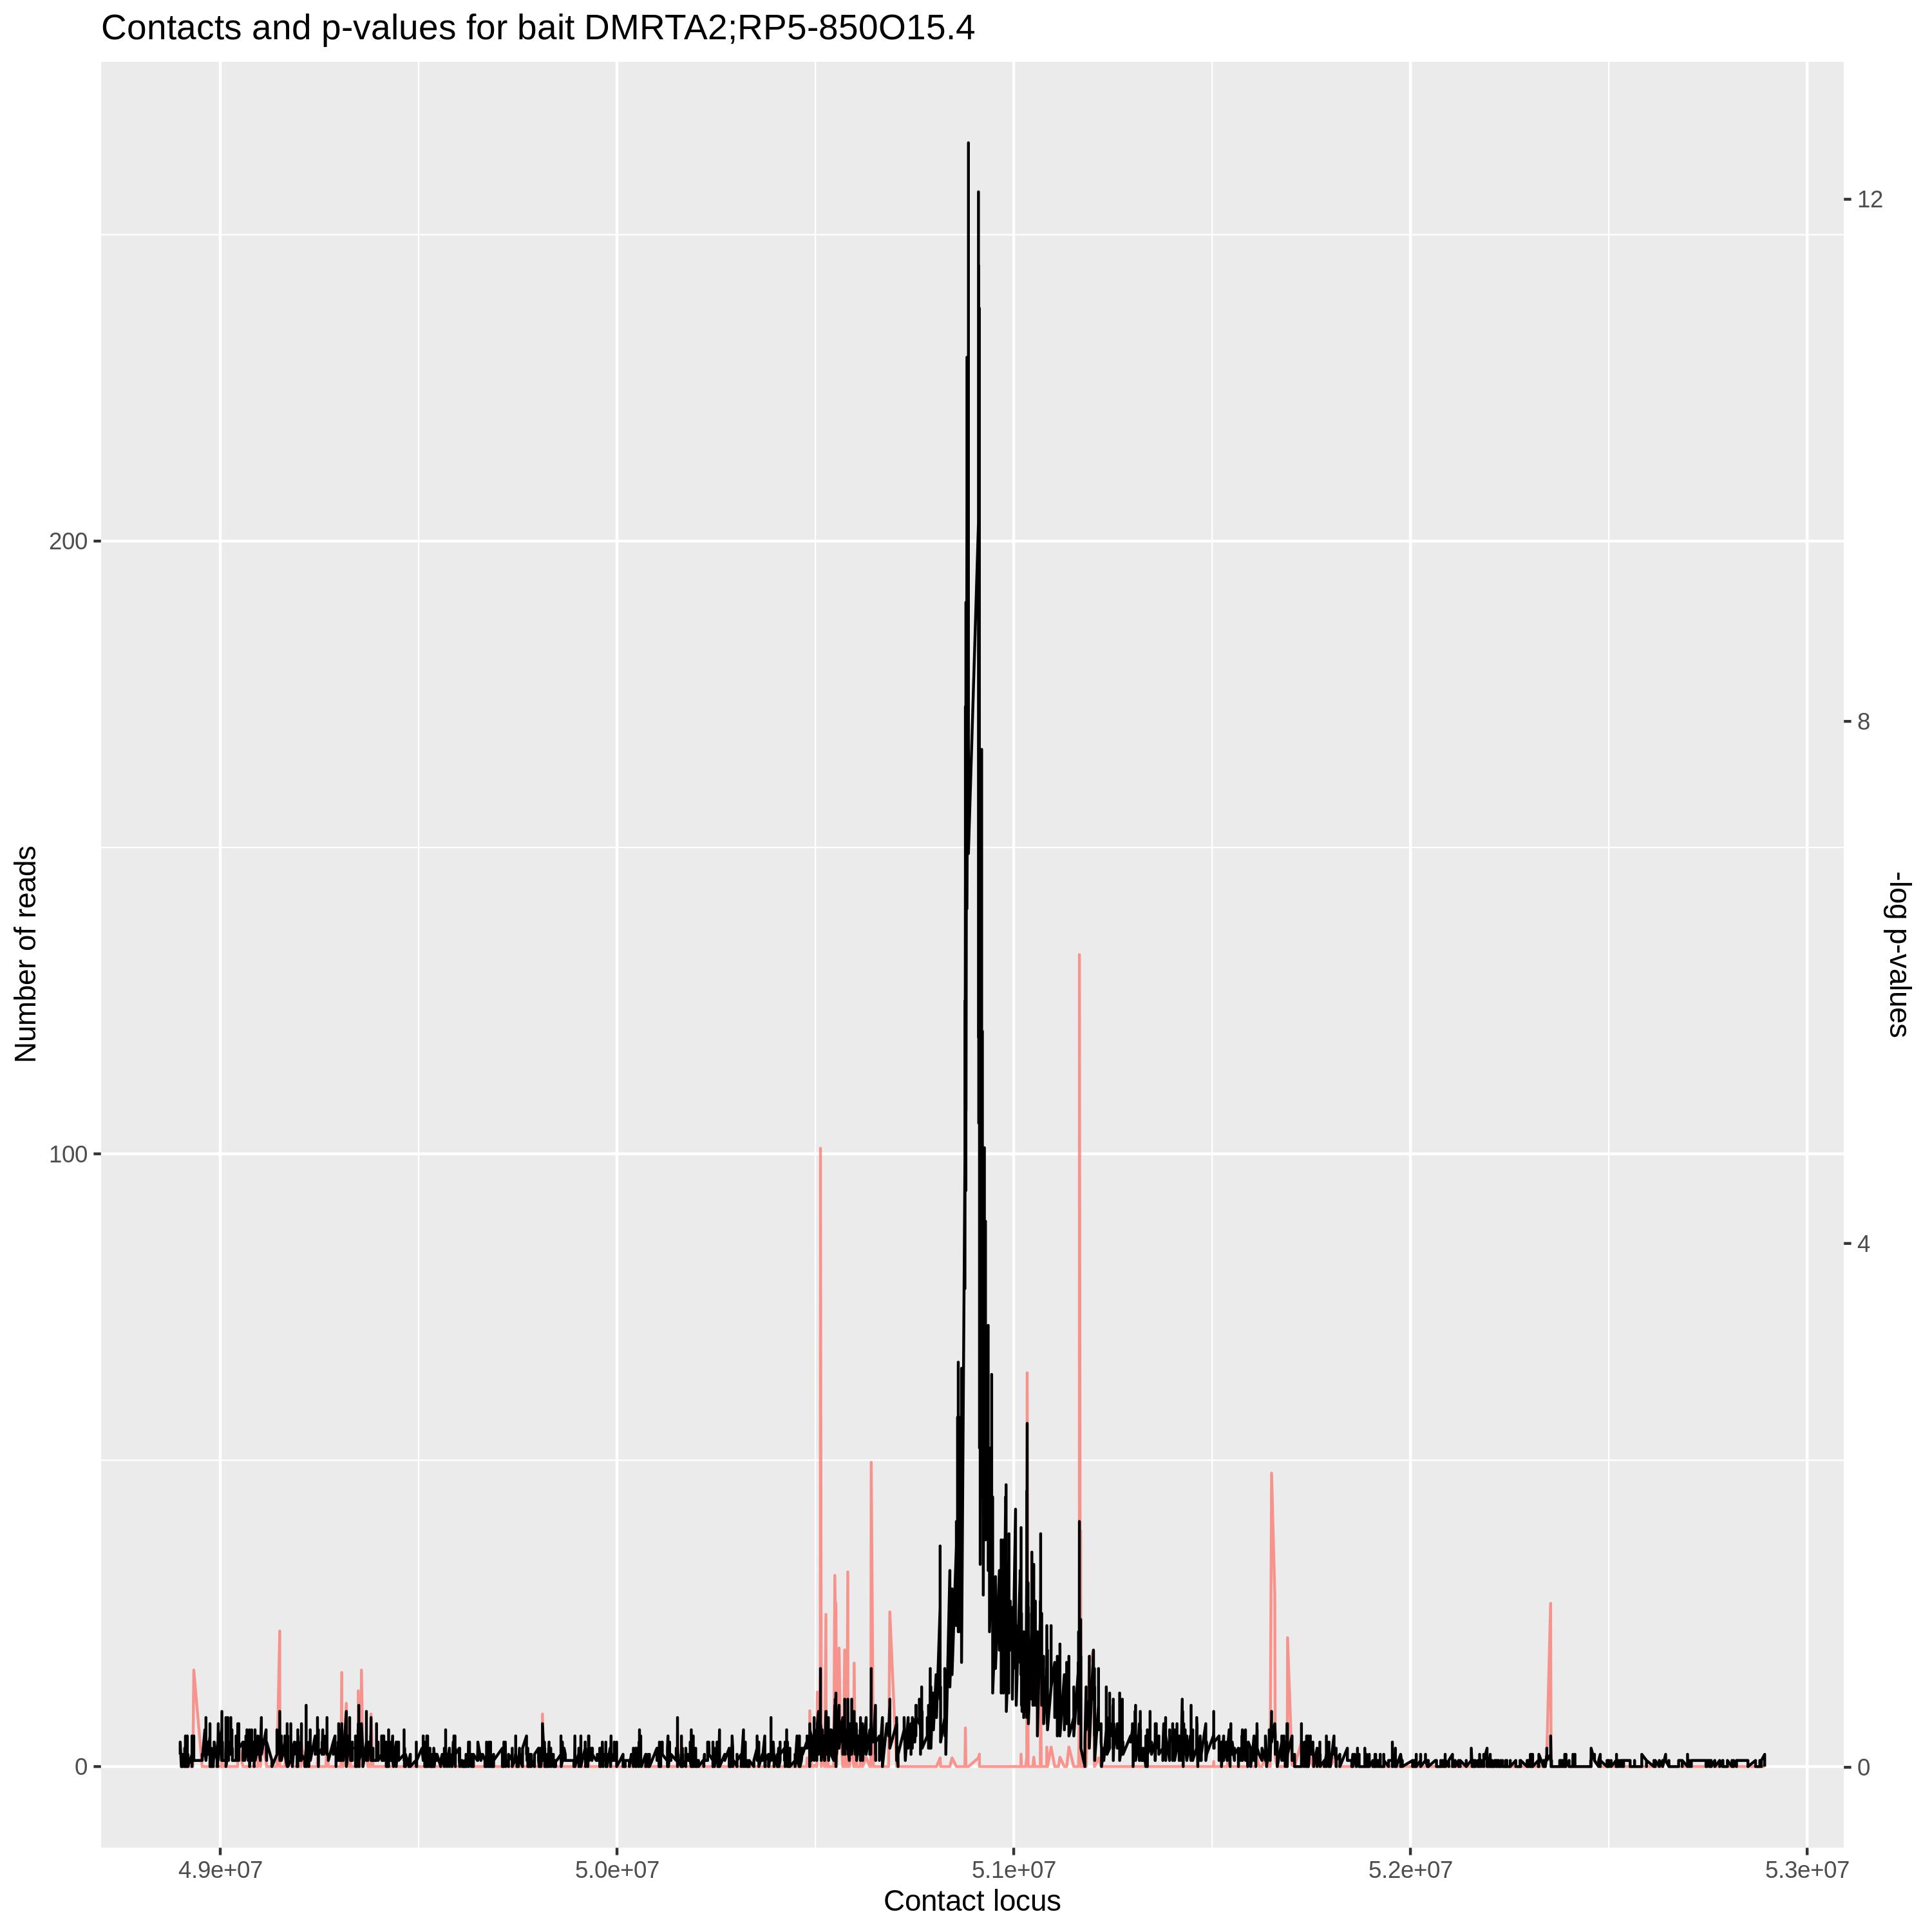 Contacts and p-values for bait DMRTA2;RP5-850O15.4
Number of reads
200
100
0
12
8
4
0
-log p-values
4.9e+07 5.0e+07 5.1e+07 5.2e+07 5.3e+07
Contact locus